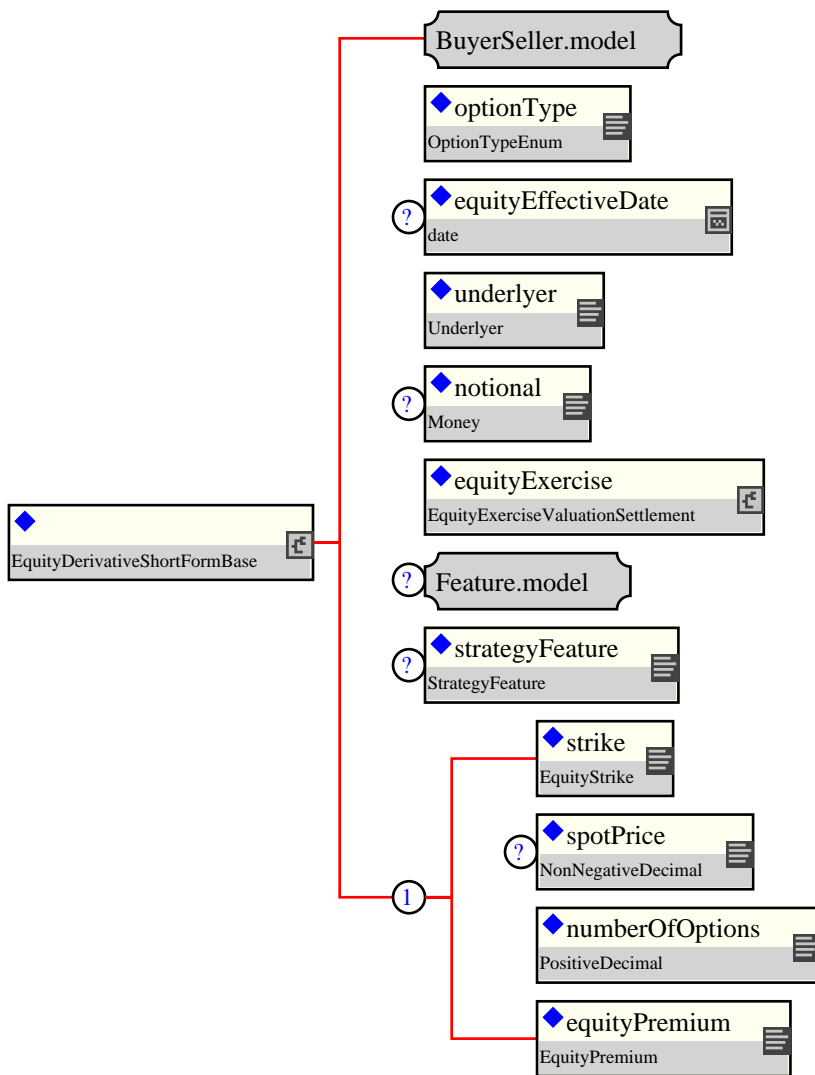 BuyerSeller.model
optionType
OptionTypeEnum
?
equityEffectiveDate
date
underlyer
Underlyer
?
notional
Money
equityExercise
EquityExerciseValuationSettlement
EquityDerivativeShortFormBase
?
Feature.model
?
strategyFeature
StrategyFeature
strike
EquityStrike
?
spotPrice
NonNegativeDecimal
1
numberOfOptions
PositiveDecimal
equityPremium
EquityPremium